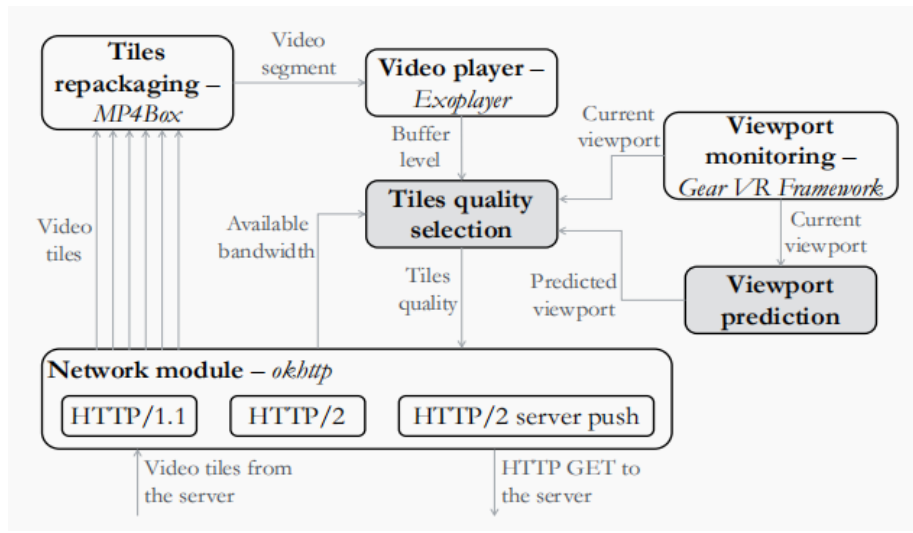 Tiles
repackaging –
MP4Box
Video
segment
Video player –
Exoplayer
Buffer
level
Current
viewport
Viewport
monitoring –
Gear VR Framework
Tiles quality
selection
Available
bandwidth
Video
tiles
Current
viewport
Tiles
quality
Predicted
viewport
Viewport
prediction
Network module – okhttp
HTTP/1.1
HTTP/2
HTTP/2 server push
Video tiles from
the server
HTTP GET to
the server